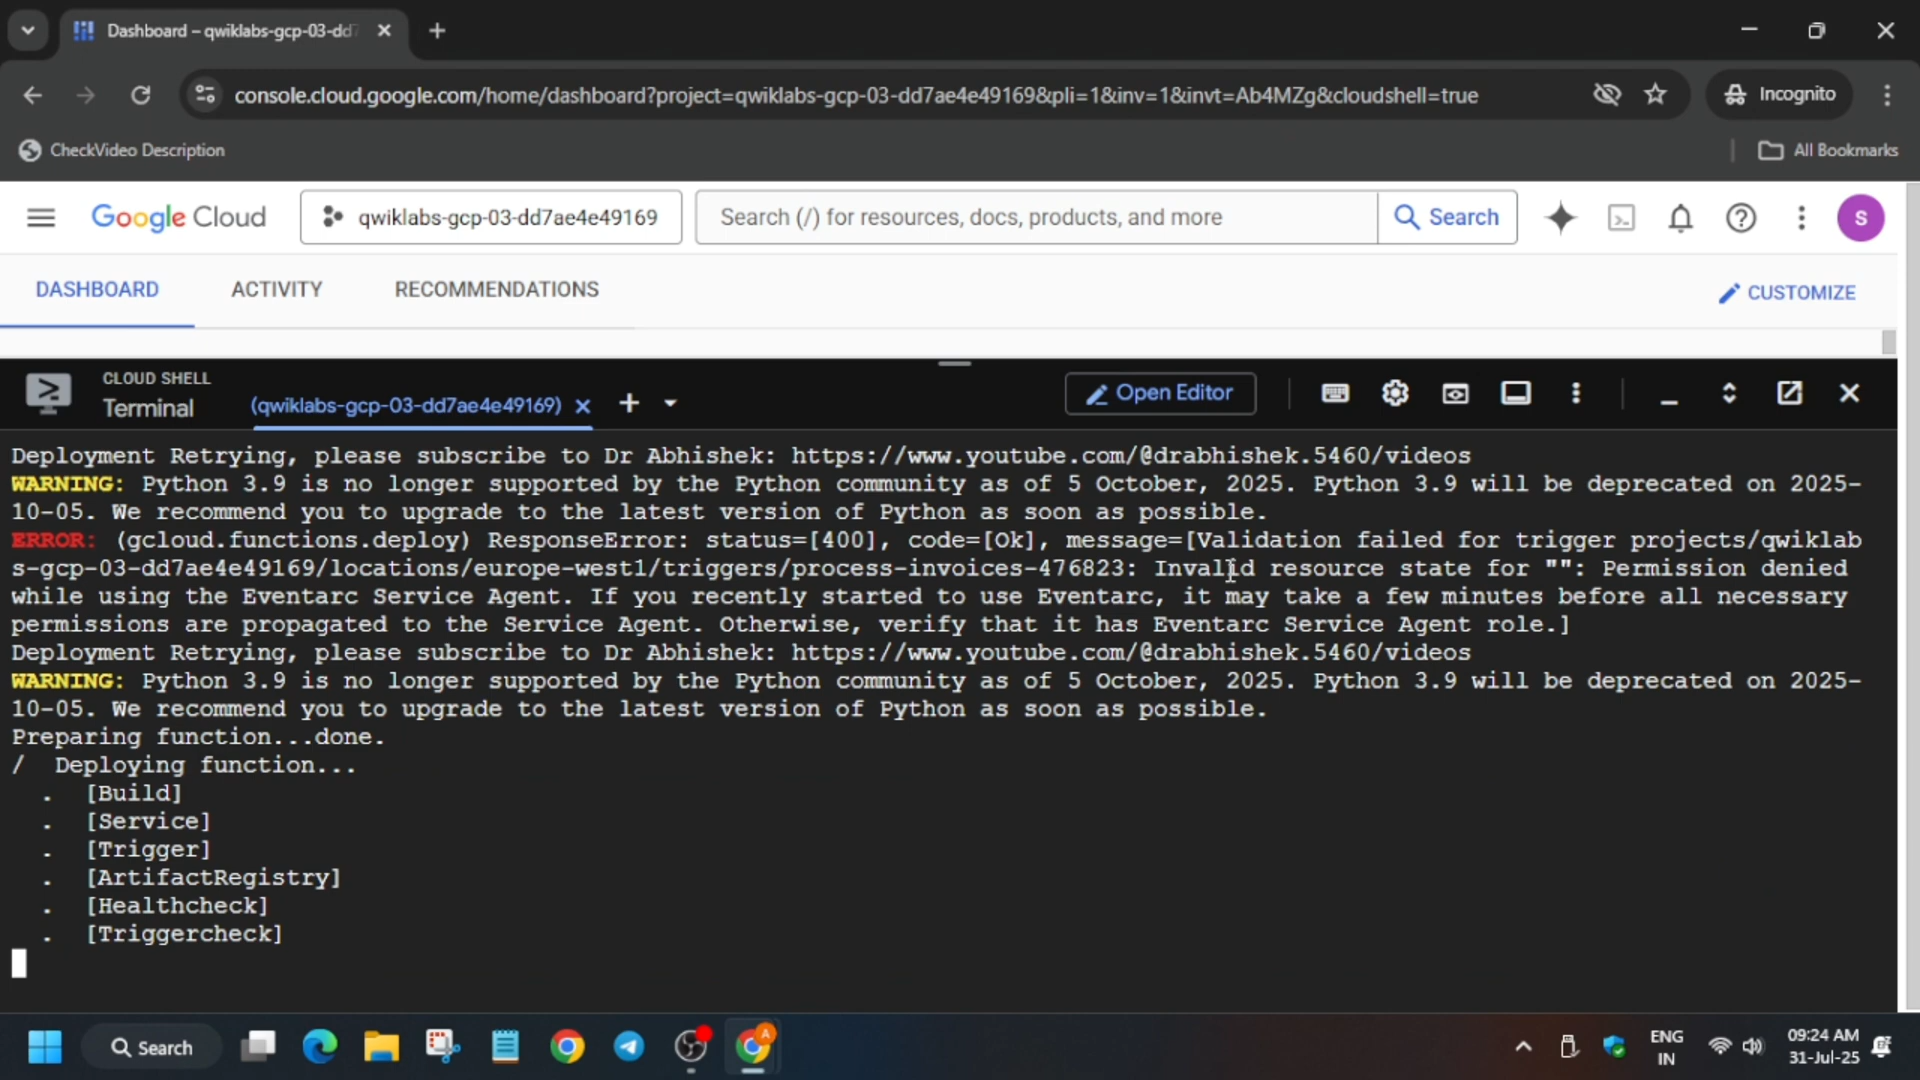 Dashboard – qwiklabs-gcp-03-dd7
console.cloud.google.com/home/dashboard?project=qwiklabs-gcp-03-dd7ae4e49169&pli=1&inv=1&invt=Ab4MZg&cloudshell=true
Incognito
CheckVideo Description
All Bookmarks
Google Cloud
qwiklabs-gcp-03-dd7ae4e49169
Search (/) for resources, docs, products, and more
Search
S
DASHBOARD
ACTIVITY
RECOMMENDATIONS
CUSTOMIZE
CLOUD SHELL
Terminal
(qwiklabs-gcp-03-dd7ae4e49169)
Open Editor
Deployment Retrying, please subscribe to Dr Abhishek: https://www.youtube.com/@drabhishek.5460/videos
WARNING: Python 3.9 is no longer supported by the Python community as of 5 October, 2025. Python 3.9 will be deprecated on 2025-
10-05. We recommend you to upgrade to the latest version of Python as soon as possible.
ERROR: (gcloud.functions.deploy) ResponseError: status=[400], code=[Ok], message=[Validation failed for trigger projects/qwiklab
s-gcp-03-dd7ae4e49169/locations/europe-west1/triggers/process-invoices-476823: Invalid resource state for "": Permission denied
while using the Eventarc Service Agent. If you recently started to use Eventarc, it may take a few minutes before all necessary
permissions are propagated to the Service Agent. Otherwise, verify that it has Eventarc Service Agent role.]
Deployment Retrying, please subscribe to Dr Abhishek: https://www.youtube.com/@drabhishek.5460/videos
WARNING: Python 3.9 is no longer supported by the Python community as of 5 October, 2025. Python 3.9 will be deprecated on 2025-
10-05. We recommend you to upgrade to the latest version of Python as soon as possible.
Preparing function...done.
/ Deploying function...
. [Build]
. [Service]
. [Trigger]
. [ArtifactRegistry]
. [Healthcheck]
. [Triggercheck]
Search
ENG
IN
09:24 AM
31-Jul-25